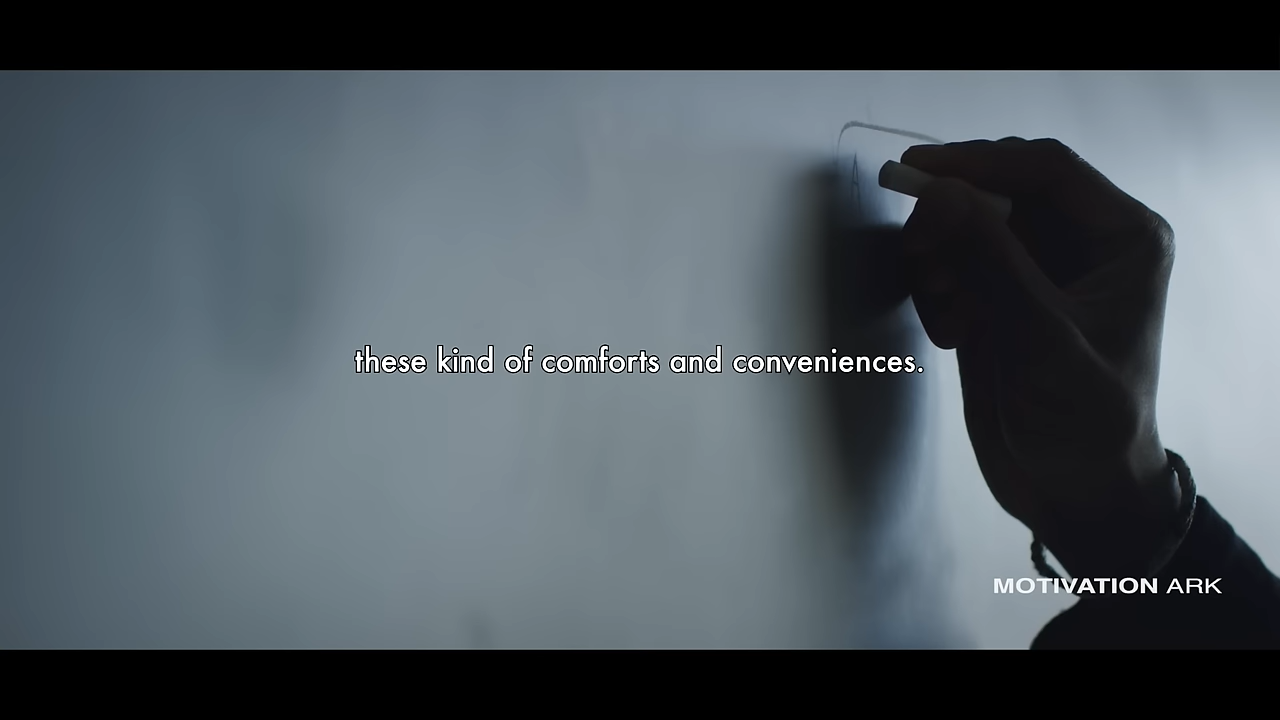 these kind of comforts and conveniences.
MOTIVATION ARK